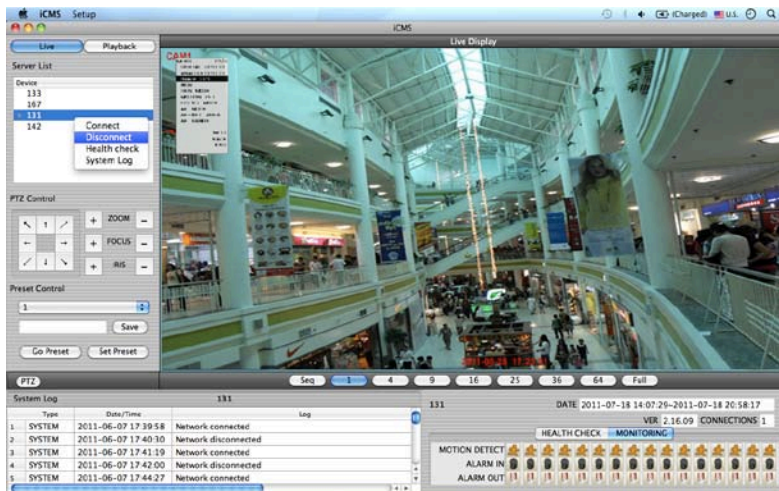 iCMS Setup
(Charged) U.S.
iCMS
Live Playback
Live Display
Server List
Device
133
167
131
142
Connect
Disconnect
Health check
System Log
CAM1
PTZ Control
+ ZOOM −
+ FOCUS −
+ IRIS −
Preset Control
1
Save
Go Preset Set Preset
PTZ
Seq 1 4 9 16 25 36 64 Full
System Log 131
Type Date/Time Log
1 SYSTEM 2011-06-07 17 39 58 Network connected
2 SYSTEM 2011-06-07 17 40 30 Network disconnected
3 SYSTEM 2011-06-07 17 41 19 Network connected
4 SYSTEM 2011-06-07 17 42 00 Network disconnected
5 SYSTEM 2011-06-07 17 44 27 Network connected
131 DATE 2011-07-18 14:07:29~2011-07-18 20:58:17
VER 2.16.09 CONNECTIONS 1
HEALTH CHECK MONITORING
MOTION DETECT
ALARM IN
ALARM OUT